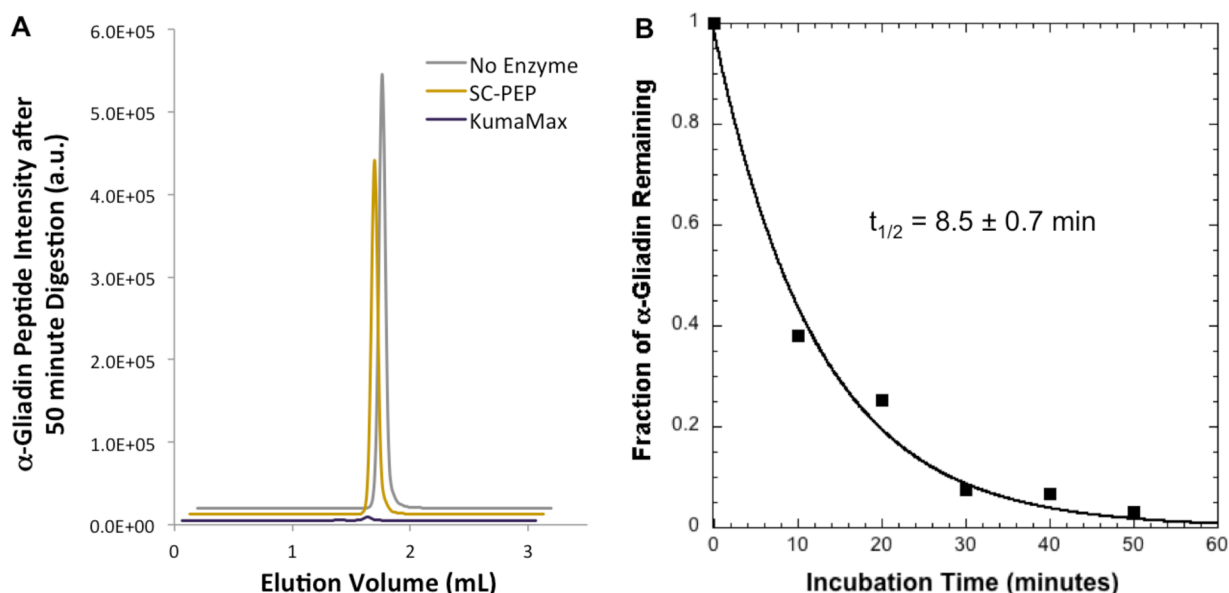 A
α-Gliadin Peptide Intensity after
50 minute Digestion (a.u.)
6.0E+05
5.0E+05
4.0E+05
3.0E+05
2.0E+05
1.0E+05
0.0E+00
No Enzyme
SC-PEP
KumaMax
0 1 2 3
Elution Volume (mL)
B
Fraction of α-Gliadin Remaining
1
0.8
0.6
0.4
0.2
0
t1/2 = 8.5 ± 0.7 min
0 10 20 30 40 50 60
Incubation Time (minutes)